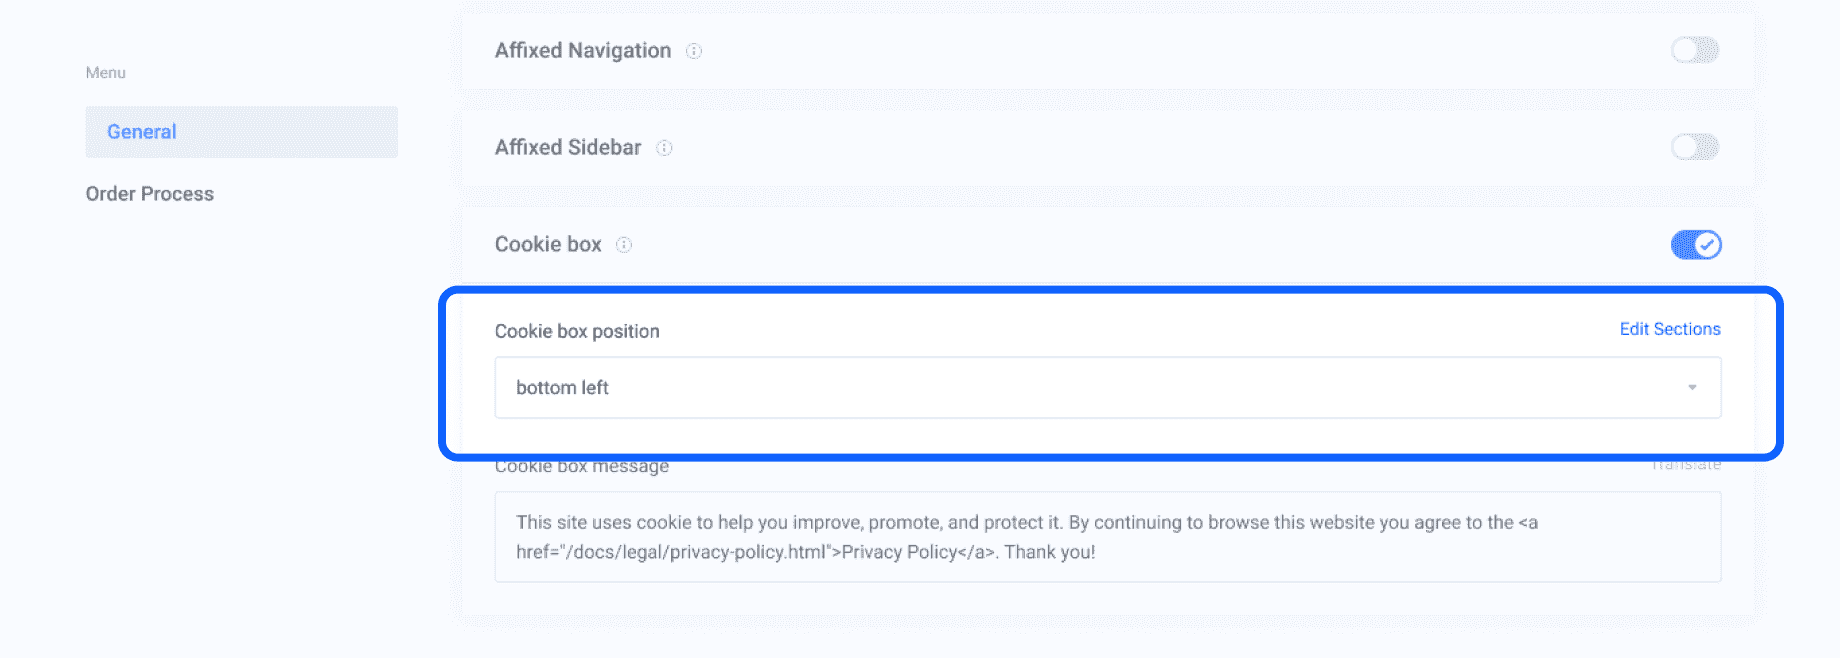 Menu
General
Order Process
Affixed Navigation
Affixed Sidebar
Cookie box
Cookie box position
Edit Sections
bottom left
Cookie box message
Translate
This site uses cookie to help you improve, promote, and protect it. By continuing to browse this website you agree to the <a
href="/docs/legal/privacy-policy.html">Privacy Policy</a>. Thank you!